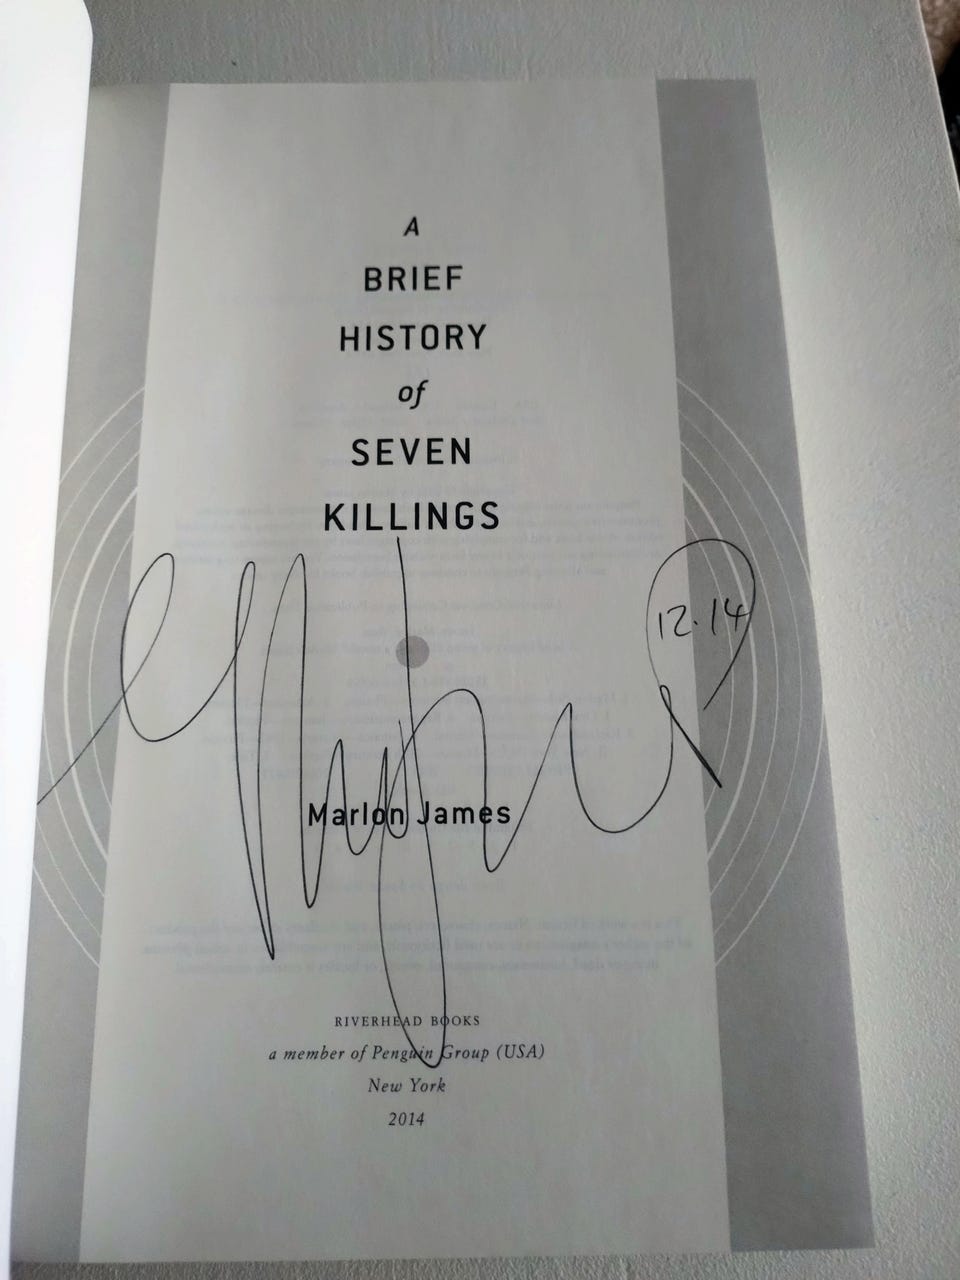 A
BRIEF
HISTORY
of
SEVEN
KILLINGS
12.14
Marlon James
RIVERHEAD BOOKS
a member of Penguin Group (USA)
New York
2014